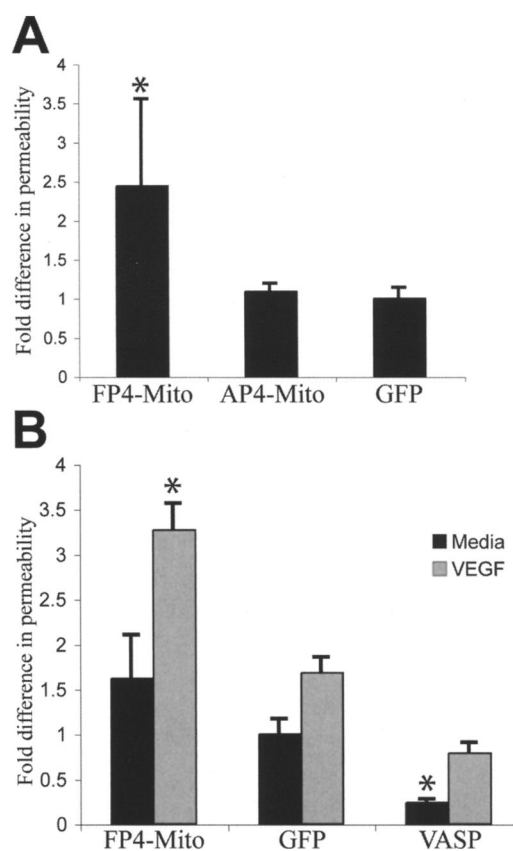 A
Fold difference in permeability
4
3.5
3
2.5
2
1.5
1
0.5
0
*
FP4-Mito AP4-Mito GFP
B
Fold difference in permeability
4
3.5
3
2.5
2
1.5
1
0.5
0
*
*
Media
VEGF
FP4-Mito GFP VASP